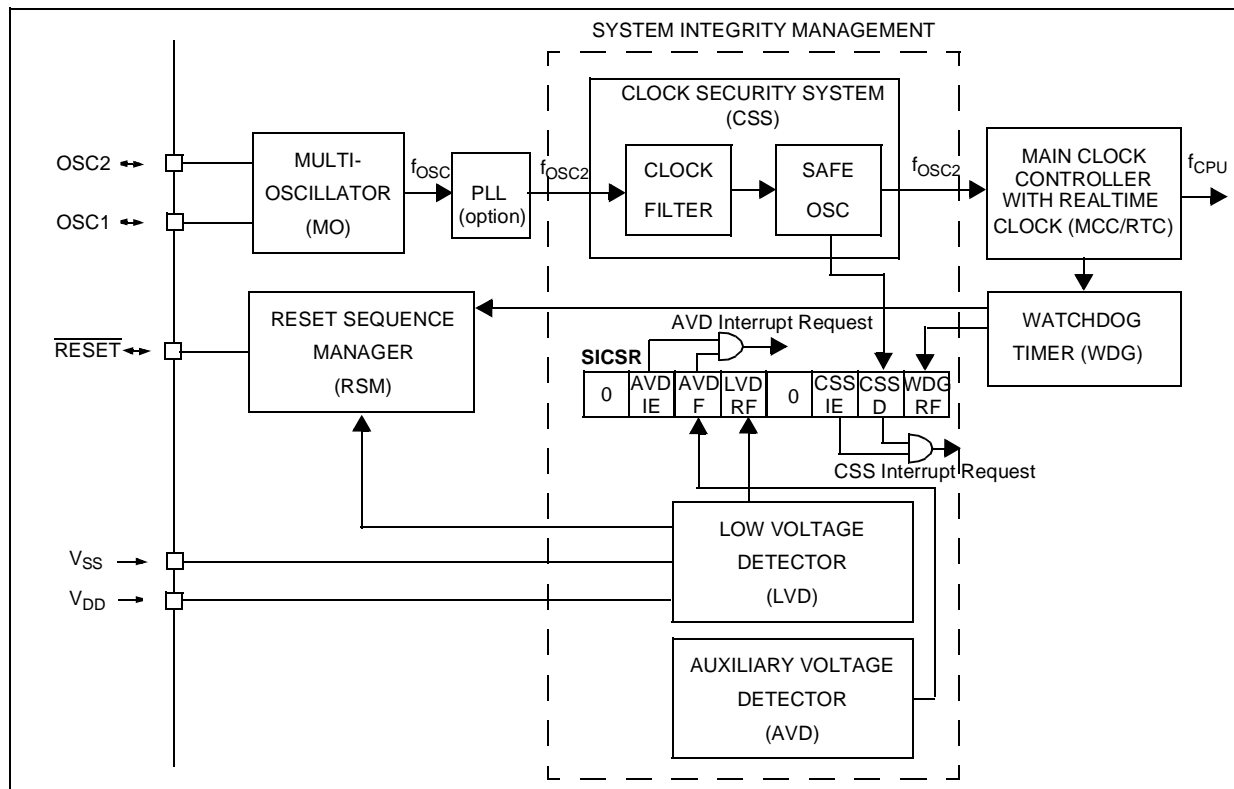 SYSTEM INTEGRITY MANAGEMENT
CLOCK SECURITY SYSTEM
(CSS)
OSC2
OSC1
MULTI-
OSCILLATOR
(MO)
fOSC
PLL
(option)
fOSC2
CLOCK
FILTER
SAFE
OSC
fOSC2
MAIN CLOCK
CONTROLLER
WITH REALTIME
CLOCK (MCC/RTC)
fCPU
RESET
RESET SEQUENCE
MANAGER
(RSM)
AVD Interrupt Request
WATCHDOG
TIMER (WDG)
SICSR
0
AVD
IE
AVD
F
LVD
RF
0
CSS
IE
CSS
D
WDG
RF
CSS Interrupt Request
VSS
VDD
LOW VOLTAGE
DETECTOR
(LVD)
AUXILIARY VOLTAGE
DETECTOR
(AVD)